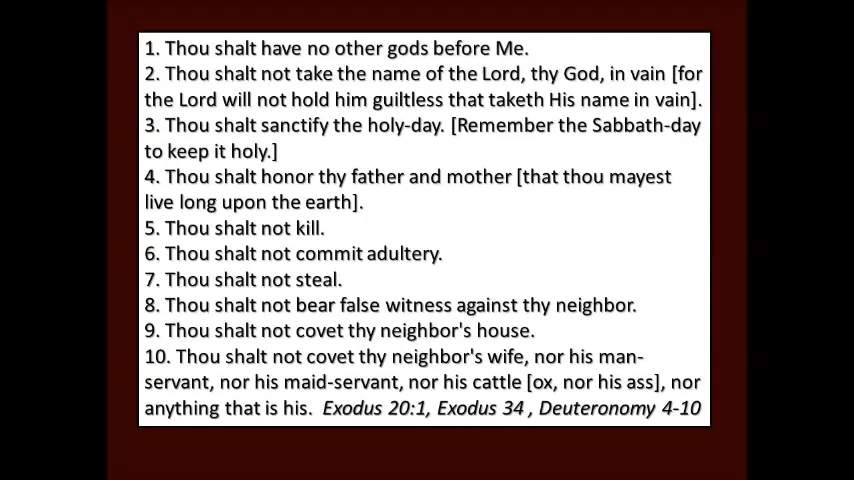 1. Thou shalt have no other gods before Me.
2. Thou shalt not take the name of the Lord, thy God, in vain [for
the Lord will not hold him guiltless that taketh His name in vain].
3. Thou shalt sanctify the holy-day. [Remember the Sabbath-day
to keep it holy.]
4. Thou shalt honor thy father and mother [that thou mayest
live long upon the earth].
5. Thou shalt not kill.
6. Thou shalt not commit adultery.
7. Thou shalt not steal.
8. Thou shalt not bear false witness against thy neighbor.
9. Thou shalt not covet thy neighbor's house.
10. Thou shalt not covet thy neighbor's wife, nor his man-
servant, nor his maid-servant, nor his cattle [ox, nor his ass], nor
anything that is his.  Exodus 20:1, Exodus 34 , Deuteronomy 4-10